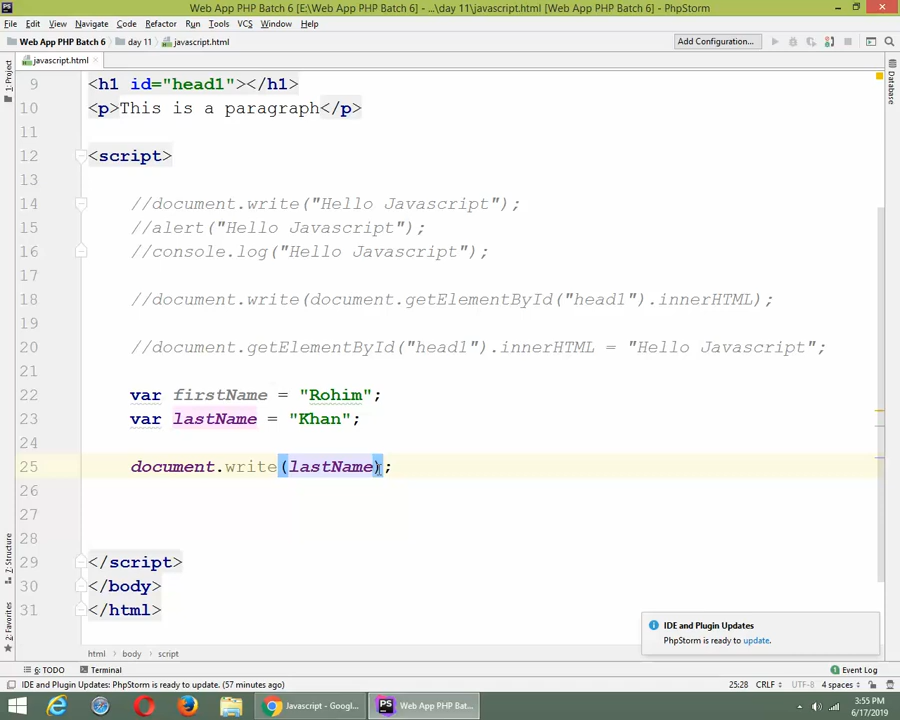 Web App PHP Batch 6 [E:\Web App PHP Batch 6] - ...\day 11\javascript.html [Web App PHP Batch 6] - PhpStorm
File Edit View Navigate Code Refactor Run Tools VCS Window Help
Web App PHP Batch 6 day 11 javascript.html Add Configuration...
javascript.html
1: Project
Database
9 <h1 id="head1"></h1>
10 <p>This is a paragraph</p>
11
12 <script>
13
14 //document.write("Hello Javascript");
15 //alert("Hello Javascript");
16 //console.log("Hello Javascript");
17
18 //document.write(document.getElementById("head1").innerHTML);
19
20 //document.getElementById("head1").innerHTML = "Hello Javascript";
21
22 var firstName = "Rohim";
23 var lastName = "Khan";
24
25 document.write(lastName);
26
27
28
29 </script>
30 </body>
31 </html>
7: Structure
2: Favorites
IDE and Plugin Updates
PhpStorm is ready to update.
html body script
6: TODO Terminal Event Log
IDE and Plugin Updates: PhpStorm is ready to update. (57 minutes ago) 25:28 CRLF UTF-8 4 spaces
Javascript - Googl... Web App PHP Bat... 3:55 PM
6/17/2019